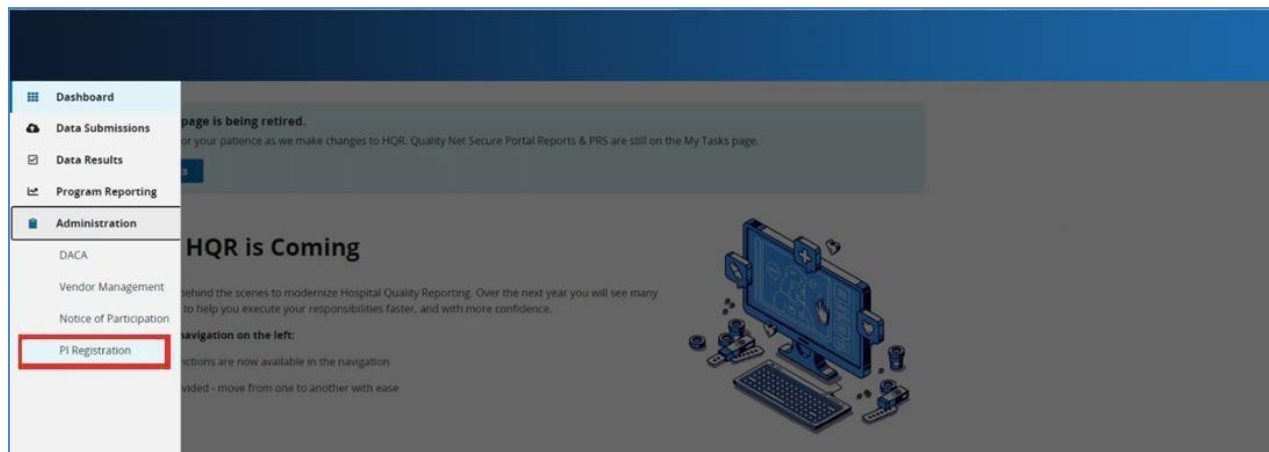 Dashboard
Data Submissions
Data Results
Program Reporting
Administration
DACA
Vendor Management
Notice of Participation
PI Registration
page is being retired.
or your patience as we make changes to HQR. Quality Net Secure Portal Reports & PRS are still on the My Tasks page.
s
HQR is Coming
behind the scenes to modernize Hospital Quality Reporting. Over the next year you will see many
to help you execute your responsibilities faster, and with more confidence.
navigation on the left:
nctions are now available in the navigation
vided - move from one to another with ease